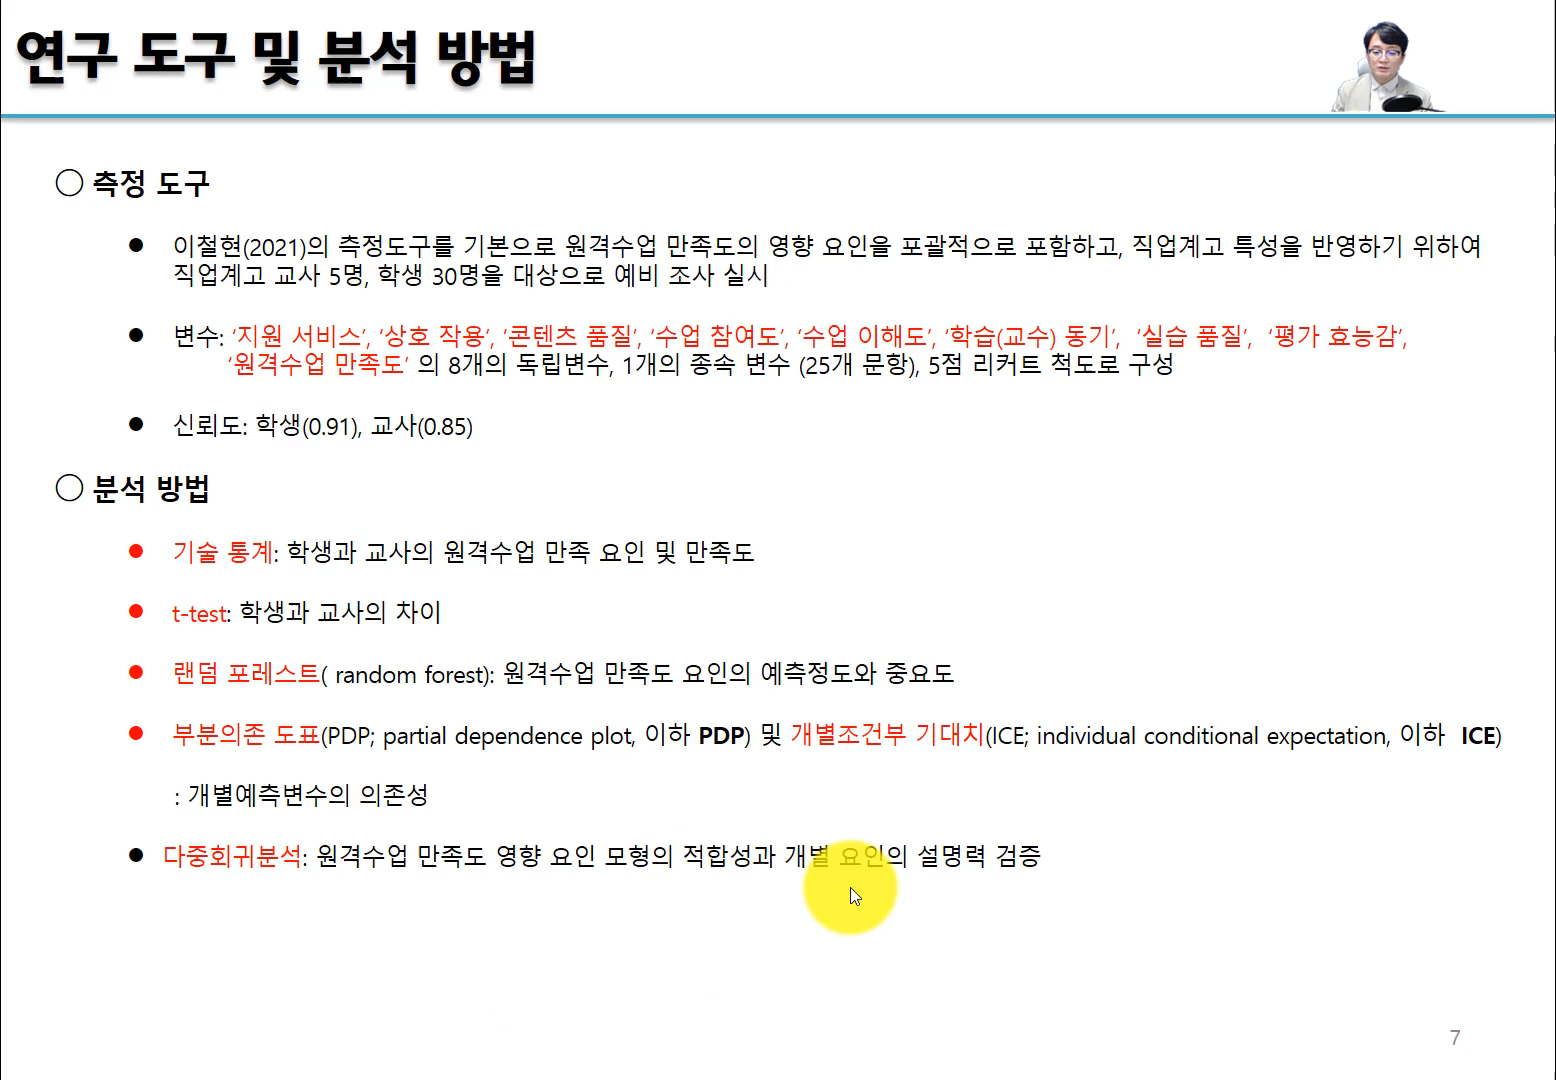 연구 도구 및 분석 방법
○ 측정 도구
● 이철현(2021)의 측정도구를 기본으로 원격수업 만족도의 영향 요인을 포괄적으로 포함하고, 직업계고 특성을 반영하기 위하여
직업계고 교사 5명, 학생 30명을 대상으로 예비 조사 실시
● 변수: ‘지원 서비스’, ‘상호 작용’, ‘콘텐츠 품질’, ‘수업 참여도’, ‘수업 이해도’, ‘학습(교수) 동기’, ‘실습 품질’, ‘평가 효능감’,
‘원격수업 만족도‘ 의 8개의 독립변수, 1개의 종속 변수 (25개 문항), 5점 리커트 척도로 구성
● 신뢰도: 학생(0.91), 교사(0.85)
○ 분석 방법
● 기술 통계: 학생과 교사의 원격수업 만족 요인 및 만족도
● t-test: 학생과 교사의 차이
● 랜덤 포레스트( random forest): 원격수업 만족도 요인의 예측정도와 중요도
● 부분의존 도표(PDP; partial dependence plot, 이하 PDP) 및 개별조건부 기대치(ICE; individual conditional expectation, 이하 ICE)
: 개별예측변수의 의존성
● 다중회귀분석: 원격수업 만족도 영향 요인 모형의 적합성과 개별 요인의 설명력 검증
7